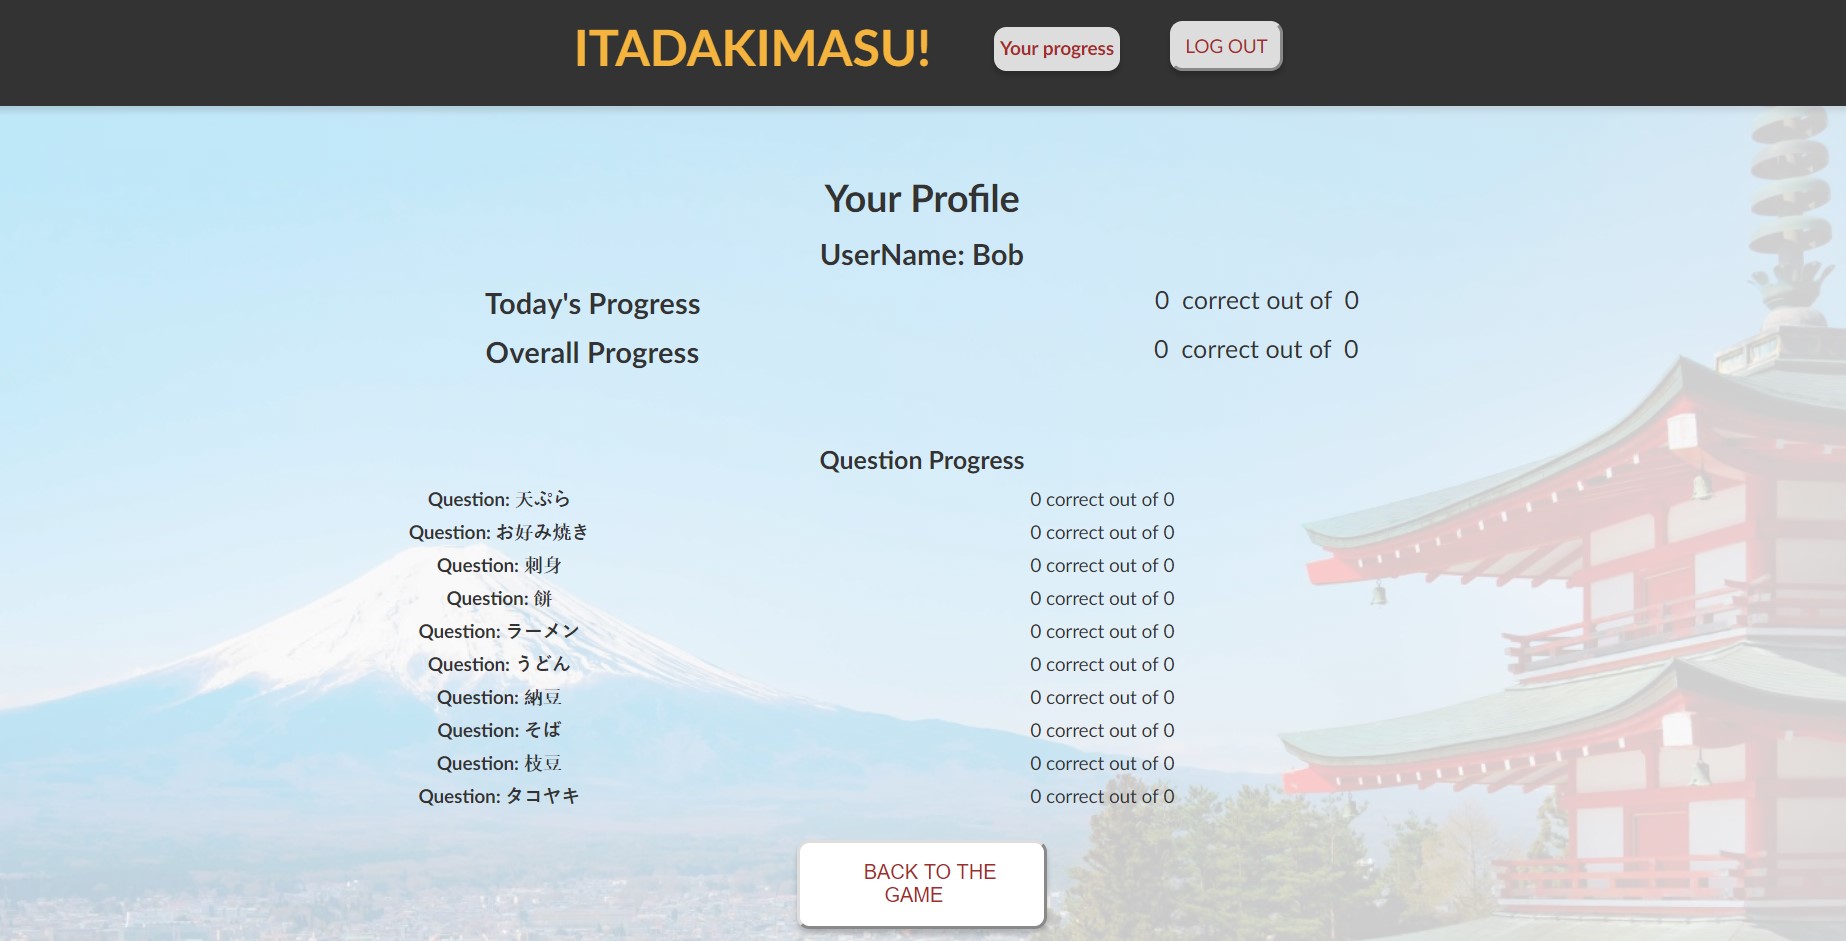 ITADAKIMASU!
Your progress
LOG OUT
Your Profile
UserName: Bob
Today's Progress 0 correct out of 0
Overall Progress 0 correct out of 0
Question Progress
Question: 天ぷら 0 correct out of 0
Question: お好み焼き 0 correct out of 0
Question: 刺身 0 correct out of 0
Question: 餅 0 correct out of 0
Question: ラーメン 0 correct out of 0
Question: うどん 0 correct out of 0
Question: 納豆 0 correct out of 0
Question: そば 0 correct out of 0
Question: 枝豆 0 correct out of 0
Question: タコヤキ 0 correct out of 0
BACK TO THE
GAME